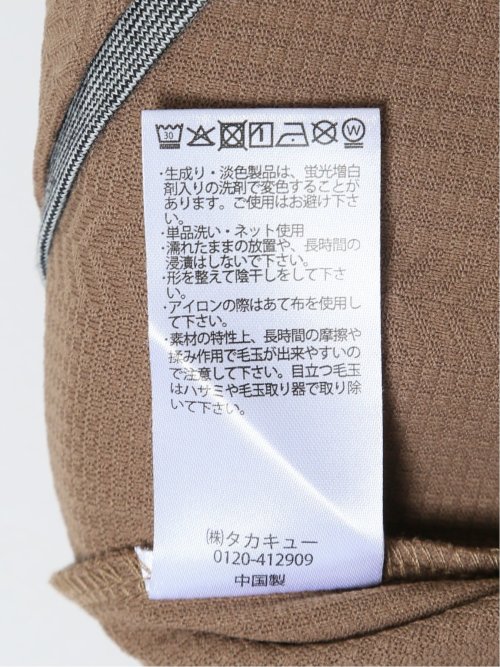 30
・生成り・淡色製品は、蛍光増白
剤入りの洗剤で変色することが
あります。ご使用はお避け下さ
い。
・単品洗い・ネット使用
・濡れたままの放置や、長時間の
浸漬はしないで下さい。
・形を整えて陰干しをして下さ
い。
・アイロンの際はあて布を使用し
て下さい。
・素材の特性上、長時間の摩擦や
揉み作用で毛玉が出来やすいの
で注意して下さい。目立つ毛玉
はハサミや毛玉取り器で取り除
いて下さい。
㈱タカキュー
0120-412909
中国製